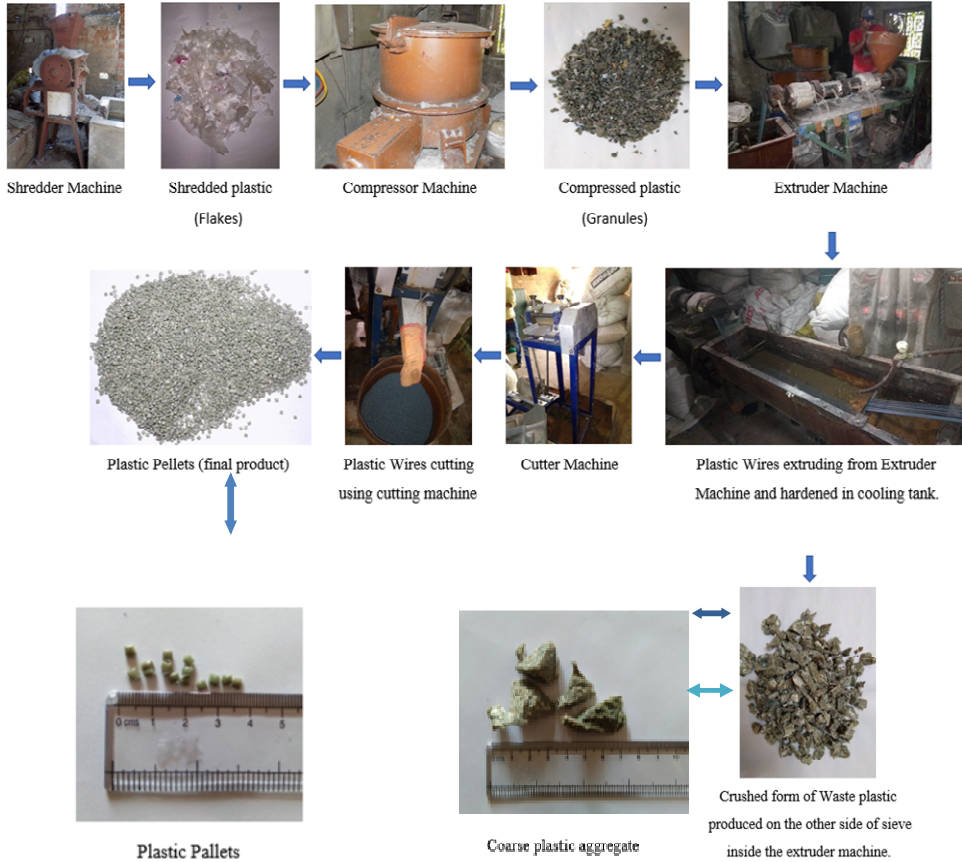 Shredder Machine
Shredded plastic
(Flakes)
Compressor Machine
Compressed plastic
(Granules)
Extruder Machine
Plastic Pellets (final product)
Plastic Wires cutting
using cutting machine
Cutter Machine
Plastic Wires extruding from Extruder
Machine and hardened in cooling tank.
0 cms 1 2 3 4 5
Plastic Pallets
Coarse plastic aggregate
Crushed form of Waste plastic
produced on the other side of sieve
inside the extruder machine.